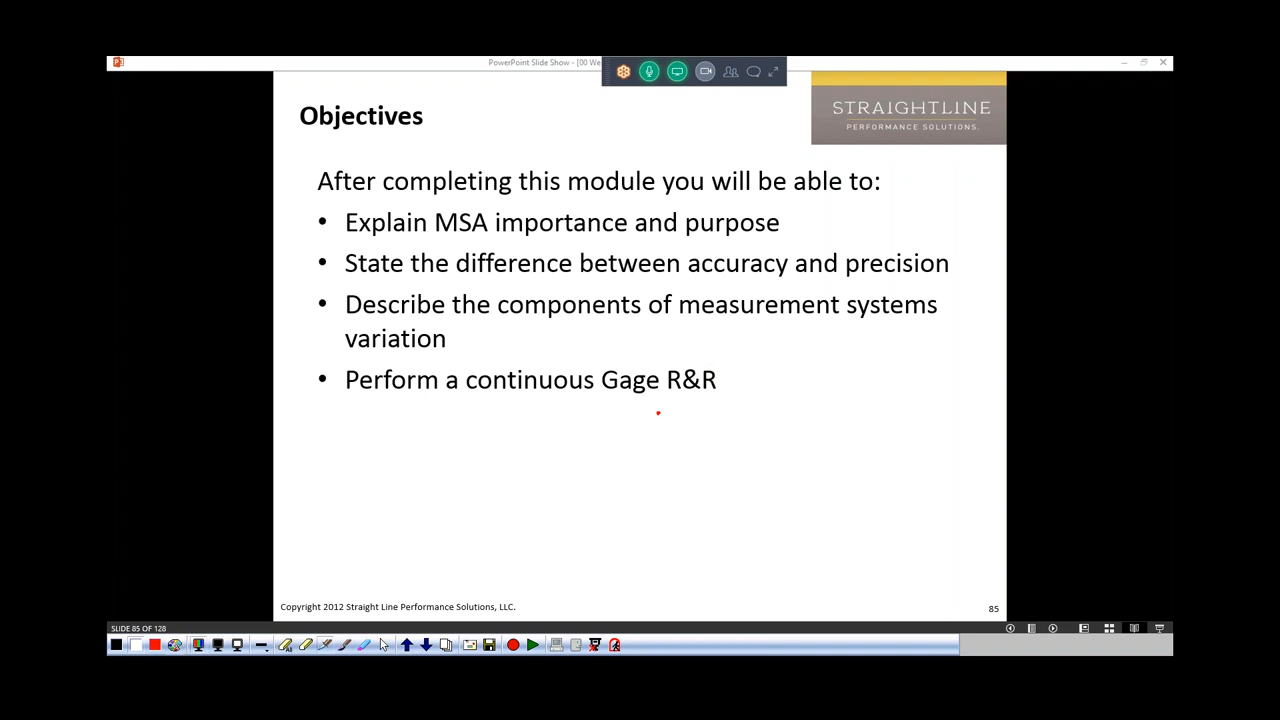 PowerPoint Slide Show - [00 We
Objectives
STRAIGHTLINE
PERFORMANCE SOLUTIONS.
After completing this module you will be able to:
• Explain MSA importance and purpose
• State the difference between accuracy and precision
• Describe the components of measurement systems
variation
• Perform a continuous Gage R&R
Copyright 2012 Straight Line Performance Solutions, LLC.
85
SLIDE 85 OF 128